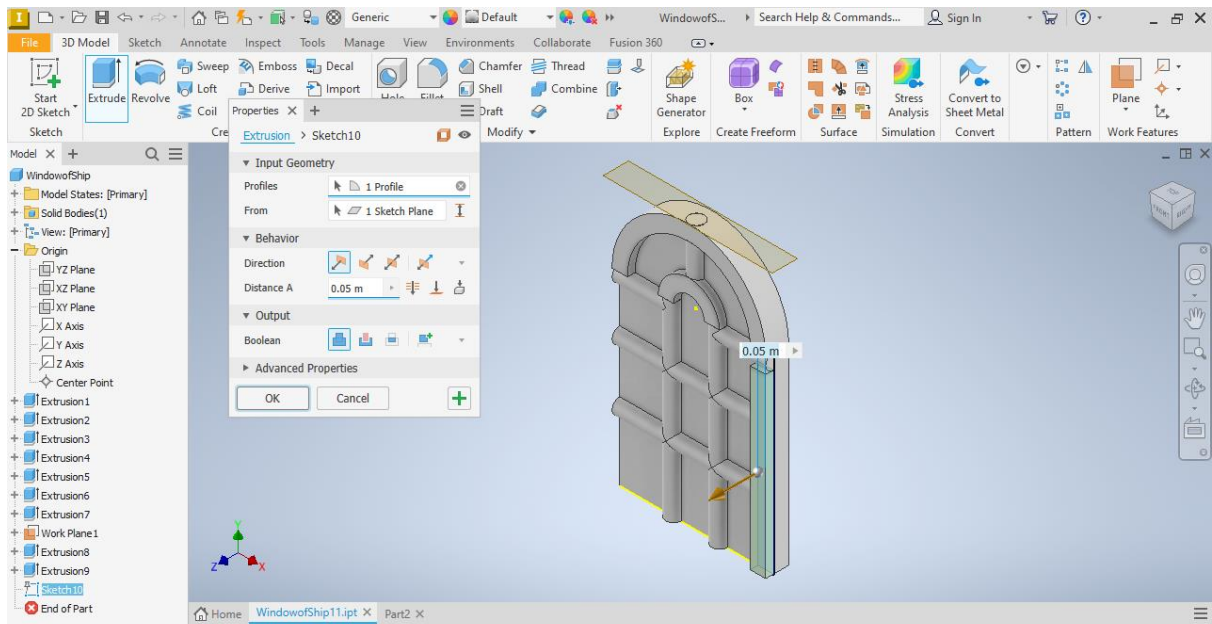 I Generic Default WindowofS... Search Help & Commands... Sign In
File 3D Model Sketch Annotate Inspect Tools Manage View Environments Collaborate Fusion 360
Sweep Emboss Decal Chamfer Thread
Loft Derive Import Shell Combine
Start 2D Sketch Extrude Revolve Coil Draft Shape Generator Box Stress Analysis Convert to Sheet Metal Plane
Sketch Cre Modify Explore Create Freeform Surface Simulation Convert Pattern Work Features
Properties × +
Extrusion > Sketch10
Input Geometry
Profiles 1 Profile
From 1 Sketch Plane
Behavior
Direction
Distance A 0.05 m
Output
Boolean
Advanced Properties
OK Cancel
Model × +
WindowofShip
Model States: [Primary]
Solid Bodies(1)
View: [Primary]
Origin
YZ Plane
XZ Plane
XY Plane
X Axis
Y Axis
Z Axis
Center Point
Extrusion1
Extrusion2
Extrusion3
Extrusion4
Extrusion5
Extrusion6
Extrusion7
Work Plane1
Extrusion8
Extrusion9
Sketch10
End of Part
0.05 m
Y
Z X
Home WindowofShip11.ipt × Part2 ×